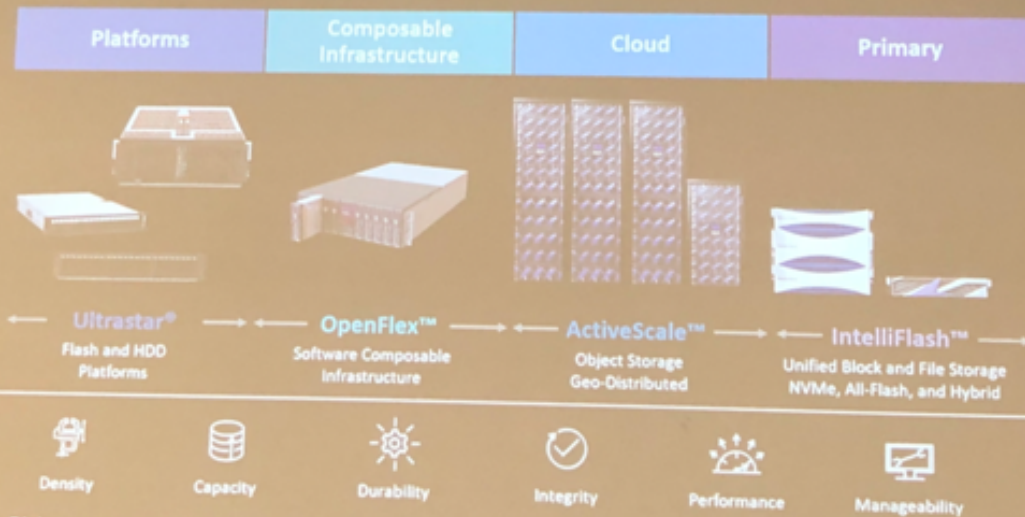 Platforms
Composable
Infrastructure
Cloud
Primary
Ultrastar®
OpenFlex™
ActiveScale™
IntelliFlash™
Flash and HDD
Platforms
Software Composable
Infrastructure
Object Storage
Geo-Distributed
Unified Block and File Storage
NVMe, All-Flash, and Hybrid
Density
Capacity
Durability
Integrity
Performance
Manageability